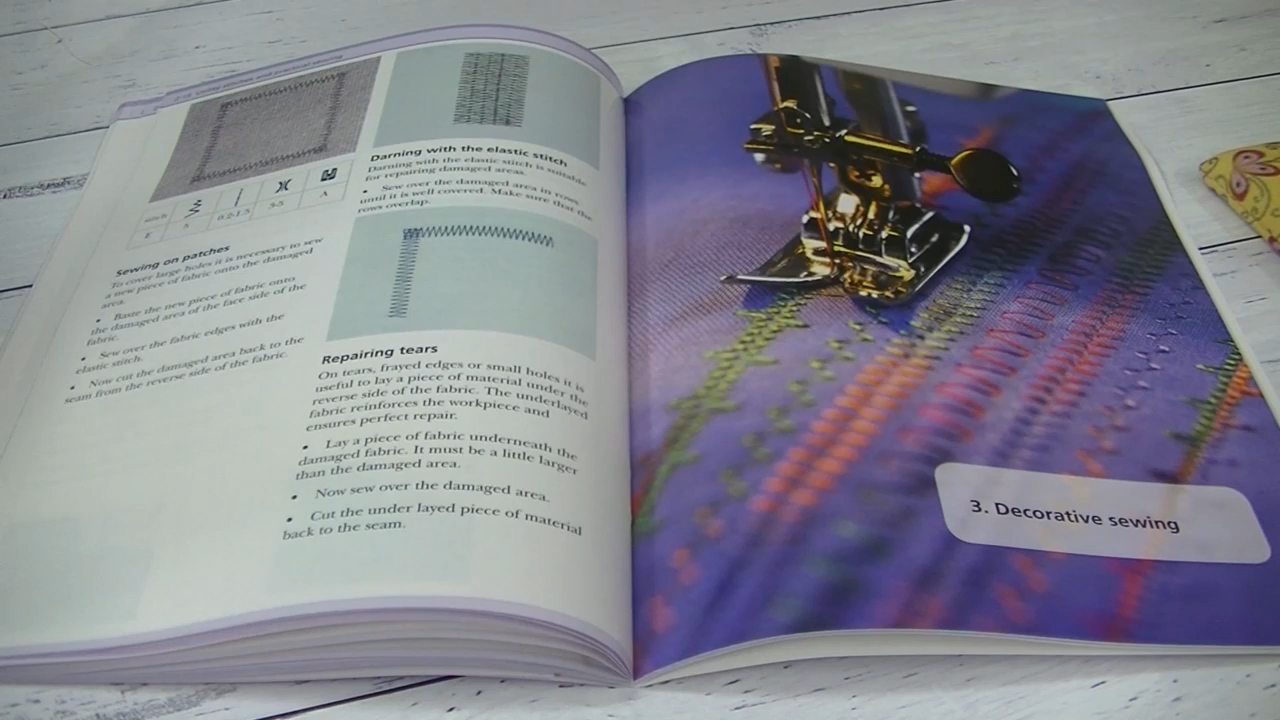 stitch
E
3
0.2-1.5
3-5
A
Sewing on patches
To cover large holes it is necessary to sew
a new piece of fabric onto the damaged
area.
• Baste the new piece of fabric onto
the damaged area of the face side of the
fabric.
• Sew over the fabric edges with the
elastic stitch.
• Now cut the damaged area back to the
seam from the reverse side of the fabric.
Darning with the elastic stitch
Darning with the elastic stitch is suitable
for repairing damaged areas.
• Sew over the damaged area in rows
until it is well covered. Make sure that the
rows overlap.
Repairing tears
On tears, frayed edges or small holes it is
useful to lay a piece of material under the
reverse side of the fabric. The underlayed
fabric reinforces the workpiece and
ensures perfect repair.
• Lay a piece of fabric underneath the
damaged fabric. It must be a little larger
than the damaged area.
• Now sew over the damaged area.
• Cut the under layed piece of material
back to the seam.
3. Decorative sewing